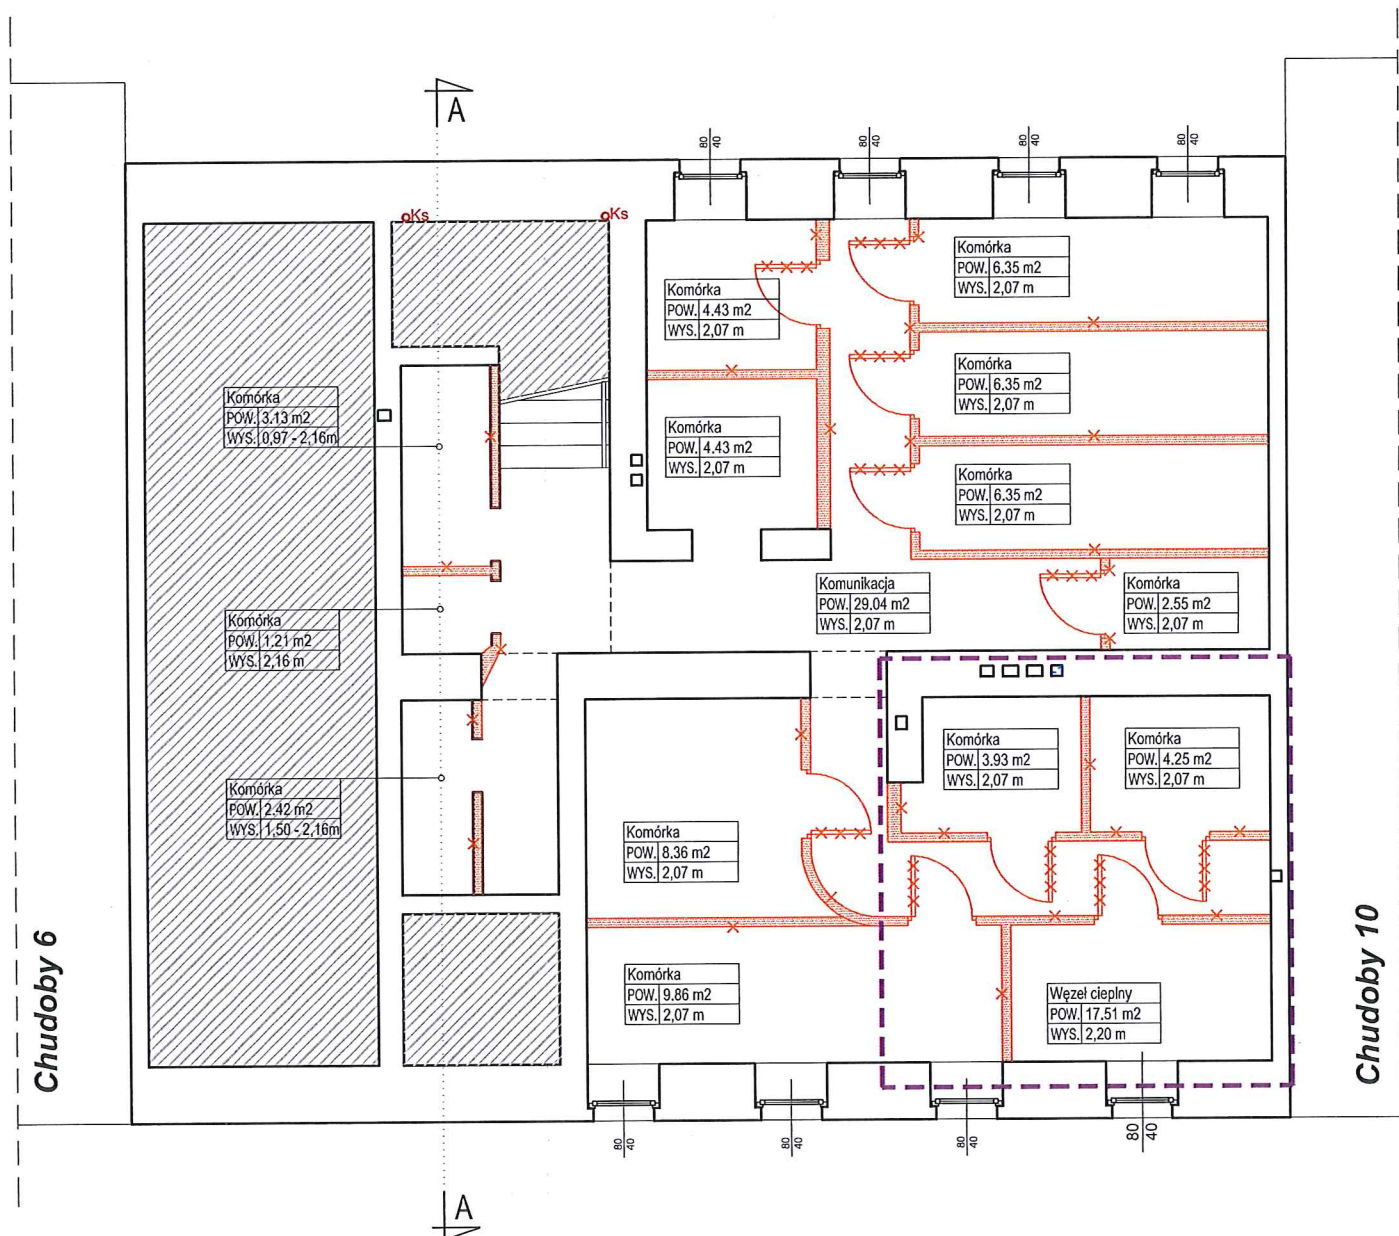 A
80
40
80
40
80
40
80
40
Ks
Ks
Komórka
POW. 6.35 m2
WYS. 2,07 m
Komórka
POW. 4.43 m2
WYS. 2,07 m
Komórka
POW. 6.35 m2
WYS. 2,07 m
Komórka
POW. 3.13 m2
WYS. 0,97 - 2,16m
Komórka
POW. 4.43 m2
WYS. 2,07 m
Komórka
POW. 6.35 m2
WYS. 2,07 m
Komunikacja
POW. 29.04 m2
WYS. 2,07 m
Komórka
POW. 2.55 m2
WYS. 2,07 m
Komórka
POW. 1,21 m2
WYS. 2,16 m
Komórka
POW. 3.93 m2
WYS. 2,07 m
Komórka
POW. 4.25 m2
WYS. 2,07 m
Komórka
POW. 2.42 m2
WYS. 1,50 - 2,16m
Komórka
POW. 8.36 m2
WYS. 2,07 m
Komórka
POW. 9.86 m2
WYS. 2,07 m
Węzeł cieplny
POW. 17.51 m2
WYS. 2,20 m
Chudoby 6
Chudoby 10
80
40
80
40
80
40
80
40
A